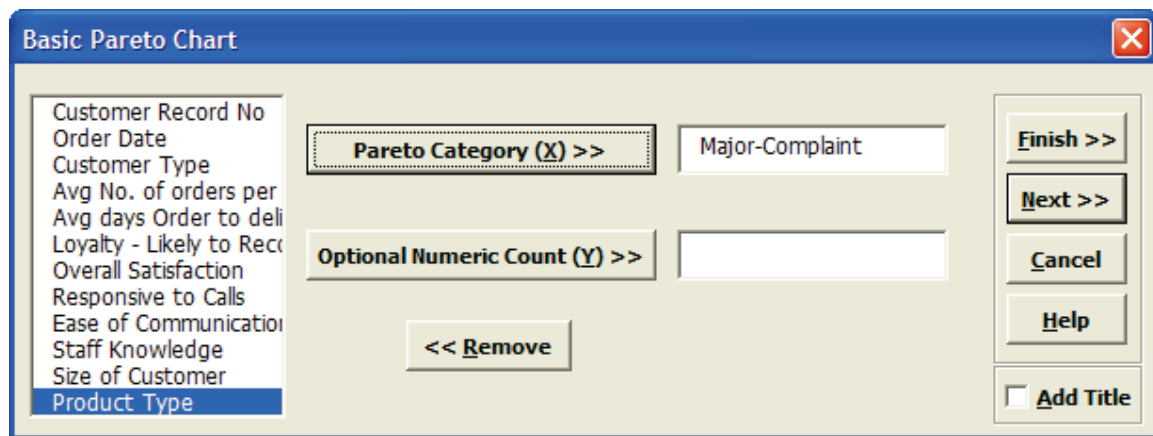 Basic Pareto Chart
Customer Record No
Order Date
Customer Type
Avg No. of orders per
Avg days Order to deli
Loyalty - Likely to Reco
Overall Satisfaction
Responsive to Calls
Ease of Communication
Staff Knowledge
Size of Customer
Product Type
Pareto Category (X) >>
Major-Complaint
Optional Numeric Count (Y) >>
<< Remove
Finish >>
Next >>
Cancel
Help
Add Title